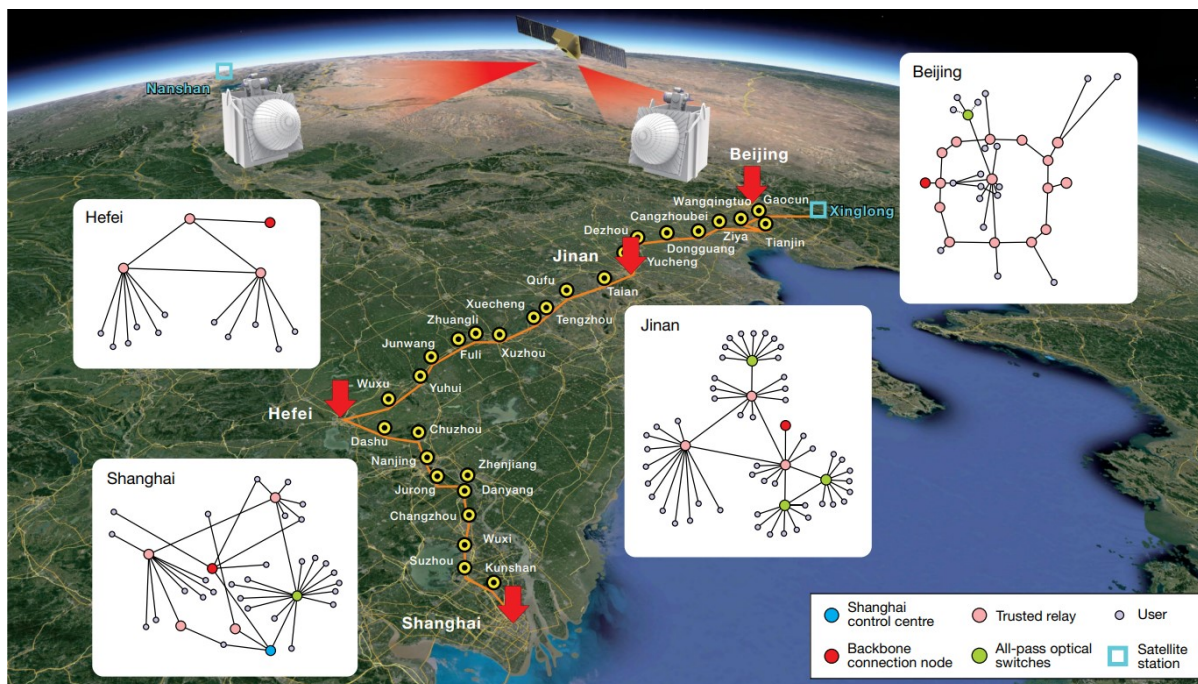 Nanshan
Beijing
Beijing
Wangqingtuo
Gaocun
Xinglong
Cangzhoubei
Dezhou
Ziya
Tianjin
Dongguang
Hefei
Jinan
Yucheng
Qufu
Taian
Xuecheng
Tengzhou
Zhuangli
Jinan
Junwang
Fuli
Xuzhou
Wuxu
Yuhui
Hefei
Chuzhou
Dashu
Nanjing
Zhenjiang
Shanghai
Jurong
Danyang
Changzhou
Wuxi
Suzhou
Kunshan
Shanghai
Shanghai
control centre
Trusted relay
User
Backbone
connection node
All-pass optical
switches
Satellite
station